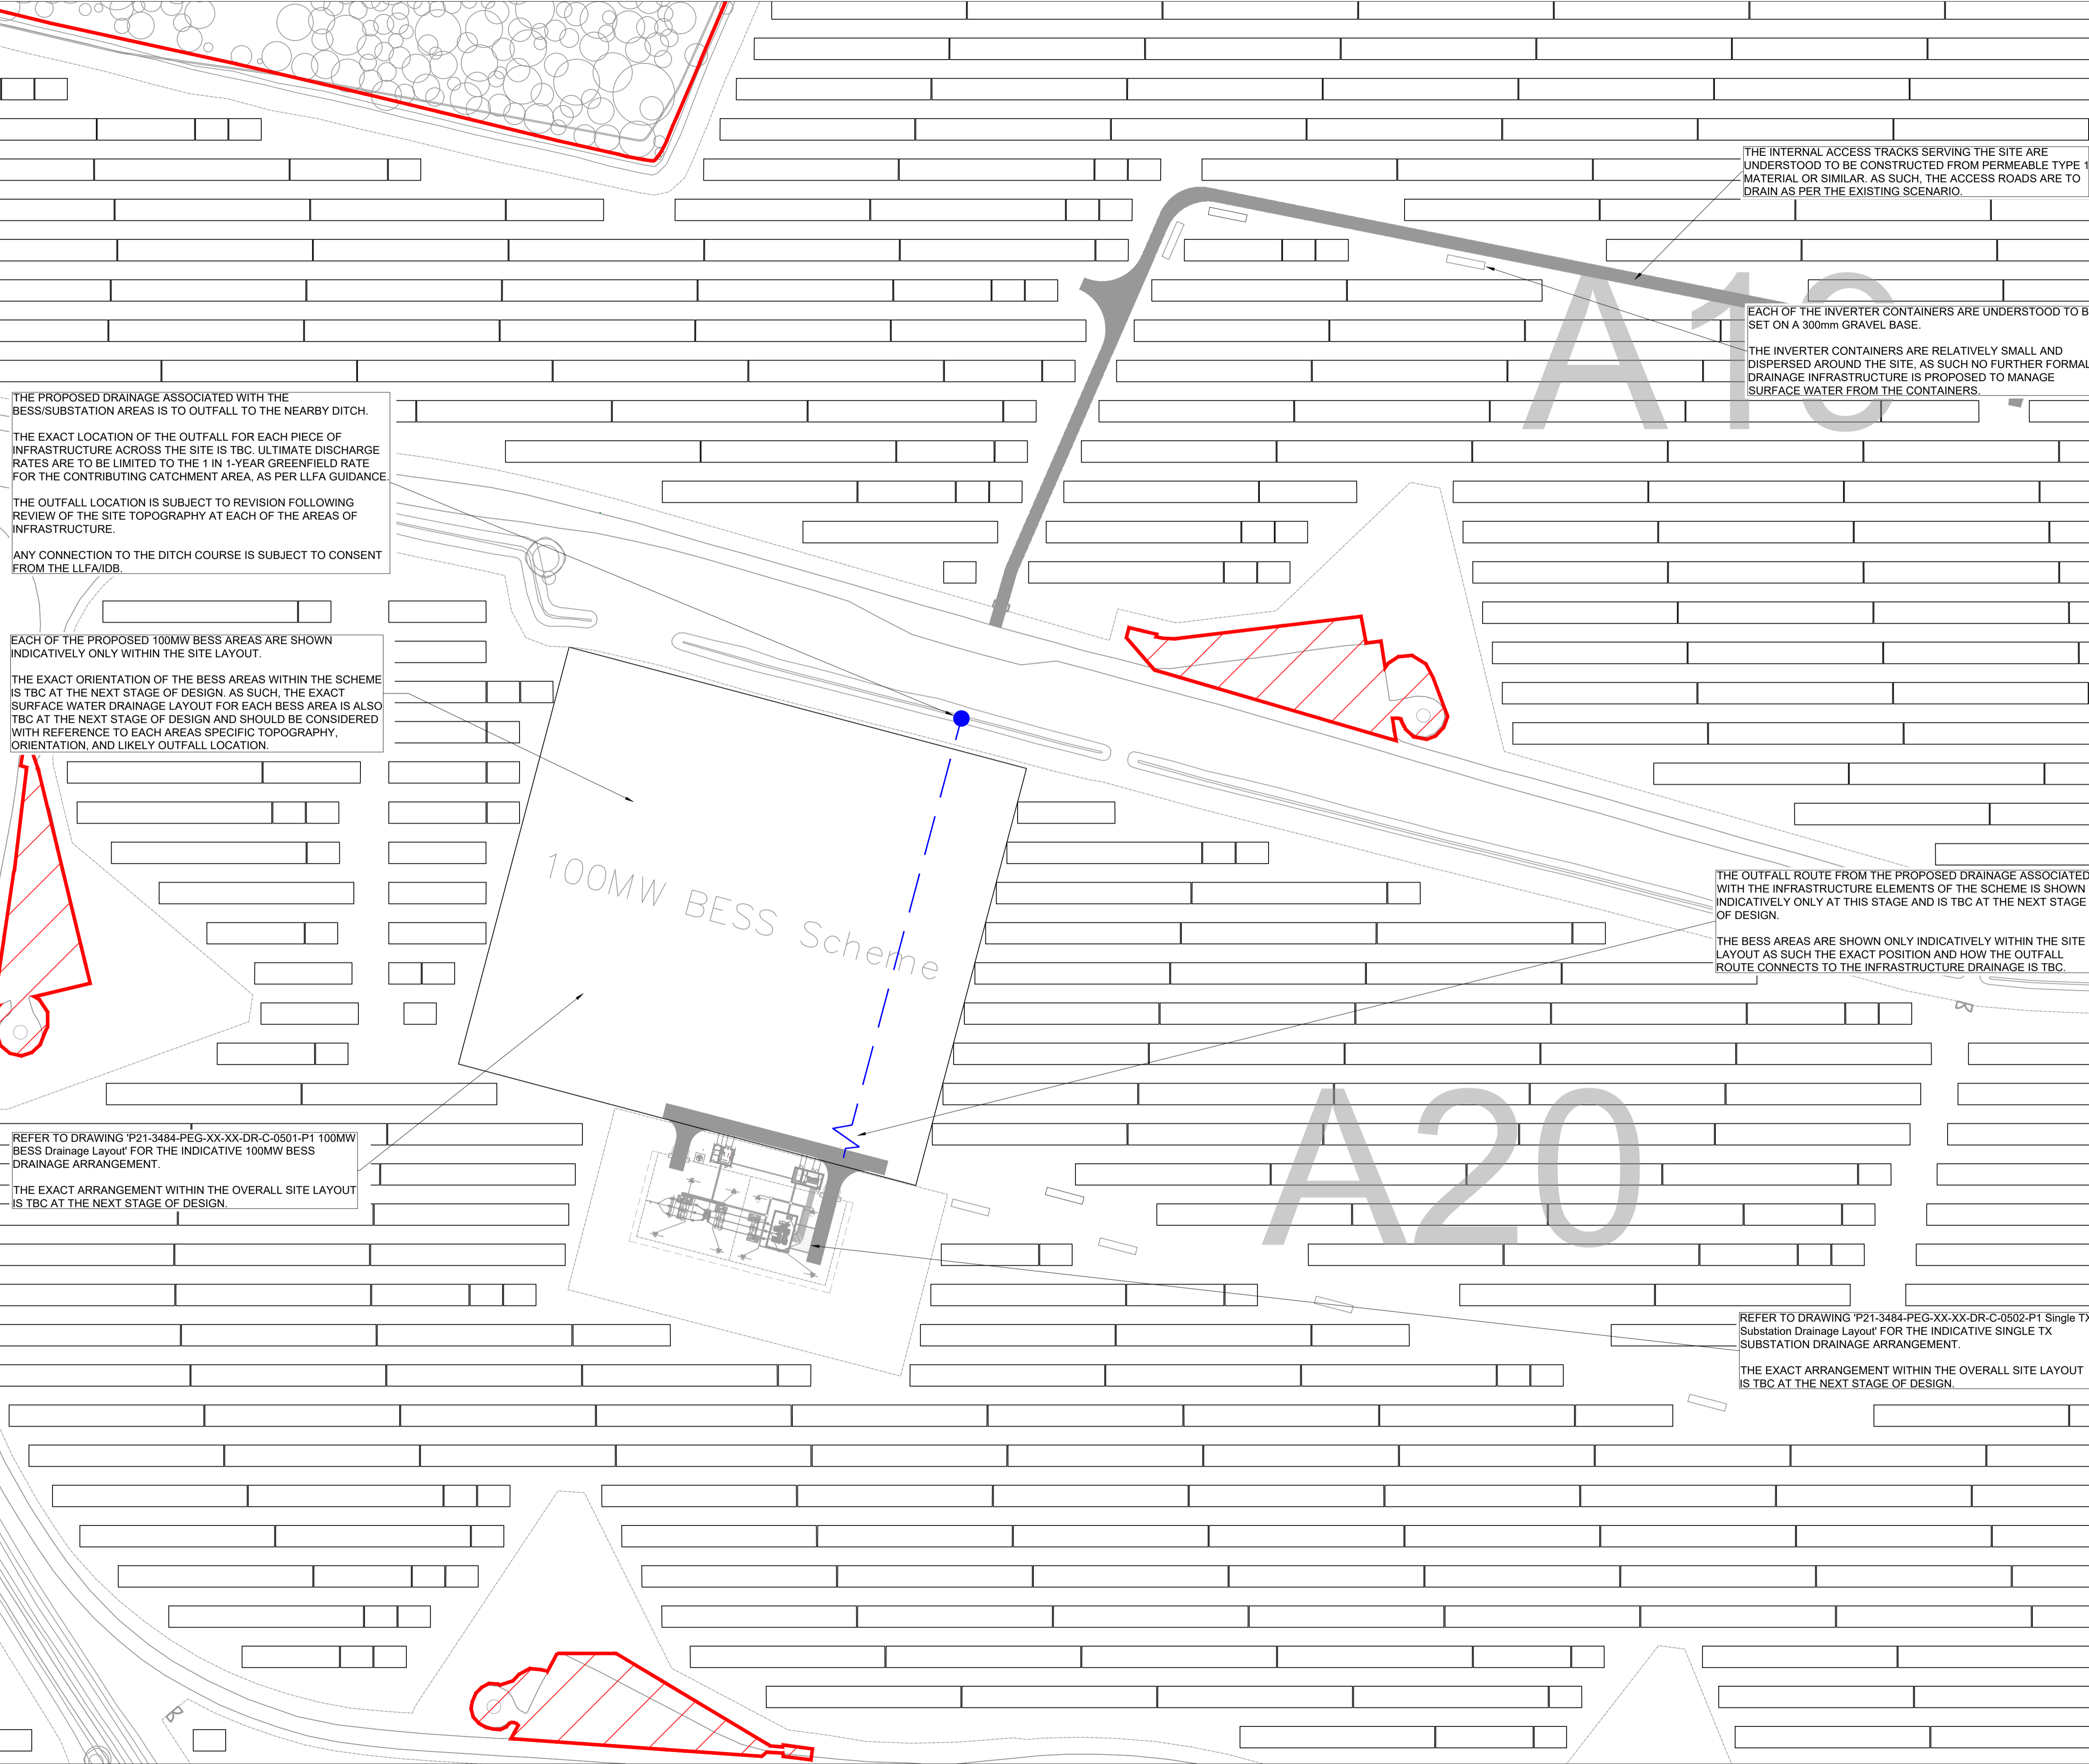 THE INTERNAL ACCESS TRACKS SERVING THE SITE ARE
UNDERSTOOD TO BE CONSTRUCTED FROM PERMEABLE TYPE 1
MATERIAL OR SIMILAR. AS SUCH, THE ACCESS ROADS ARE TO
DRAIN AS PER THE EXISTING SCENARIO.
A19
EACH OF THE INVERTER CONTAINERS ARE UNDERSTOOD TO B
SET ON A 300mm GRAVEL BASE.
THE INVERTER CONTAINERS ARE RELATIVELY SMALL AND
DISPERSED AROUND THE SITE, AS SUCH NO FURTHER FORMAL
DRAINAGE INFRASTRUCTURE IS PROPOSED TO MANAGE
SURFACE WATER FROM THE CONTAINERS.
THE PROPOSED DRAINAGE ASSOCIATED WITH THE
BESS/SUBSTATION AREAS IS TO OUTFALL TO THE NEARBY DITCH.
THE EXACT LOCATION OF THE OUTFALL FOR EACH PIECE OF
INFRASTRUCTURE ACROSS THE SITE IS TBC. ULTIMATE DISCHARGE
RATES ARE TO BE LIMITED TO THE 1 IN 1-YEAR GREENFIELD RATE
FOR THE CONTRIBUTING CATCHMENT AREA, AS PER LLFA GUIDANCE.
THE OUTFALL LOCATION IS SUBJECT TO REVISION FOLLOWING
REVIEW OF THE SITE TOPOGRAPHY AT EACH OF THE AREAS OF
INFRASTRUCTURE.
ANY CONNECTION TO THE DITCH COURSE IS SUBJECT TO CONSENT
FROM THE LLFA/IDB.
EACH OF THE PROPOSED 100MW BESS AREAS ARE SHOWN
INDICATIVELY ONLY WITHIN THE SITE LAYOUT.
THE EXACT ORIENTATION OF THE BESS AREAS WITHIN THE SCHEME
IS TBC AT THE NEXT STAGE OF DESIGN. AS SUCH, THE EXACT
SURFACE WATER DRAINAGE LAYOUT FOR EACH BESS AREA IS ALSO
TBC AT THE NEXT STAGE OF DESIGN AND SHOULD BE CONSIDERED
WITH REFERENCE TO EACH AREAS SPECIFIC TOPOGRAPHY,
ORIENTATION, AND LIKELY OUTFALL LOCATION.
100MW BESS Scheme
THE OUTFALL ROUTE FROM THE PROPOSED DRAINAGE ASSOCIATED
WITH THE INFRASTRUCTURE ELEMENTS OF THE SCHEME IS SHOWN
INDICATIVELY ONLY AT THIS STAGE AND IS TBC AT THE NEXT STAGE
OF DESIGN.
THE BESS AREAS ARE SHOWN ONLY INDICATIVELY WITHIN THE SITE
LAYOUT AS SUCH THE EXACT POSITION AND HOW THE OUTFALL
ROUTE CONNECTS TO THE INFRASTRUCTURE DRAINAGE IS TBC.
A20
REFER TO DRAWING 'P21-3484-PEG-XX-XX-DR-C-0501-P1 100MW
BESS Drainage Layout' FOR THE INDICATIVE 100MW BESS
DRAINAGE ARRANGEMENT.
THE EXACT ARRANGEMENT WITHIN THE OVERALL SITE LAYOUT
IS TBC AT THE NEXT STAGE OF DESIGN.
REFER TO DRAWING 'P21-3484-PEG-XX-XX-DR-C-0502-P1 Single TX
Substation Drainage Layout' FOR THE INDICATIVE SINGLE TX
SUBSTATION DRAINAGE ARRANGEMENT.
THE EXACT ARRANGEMENT WITHIN THE OVERALL SITE LAYOUT
IS TBC AT THE NEXT STAGE OF DESIGN.